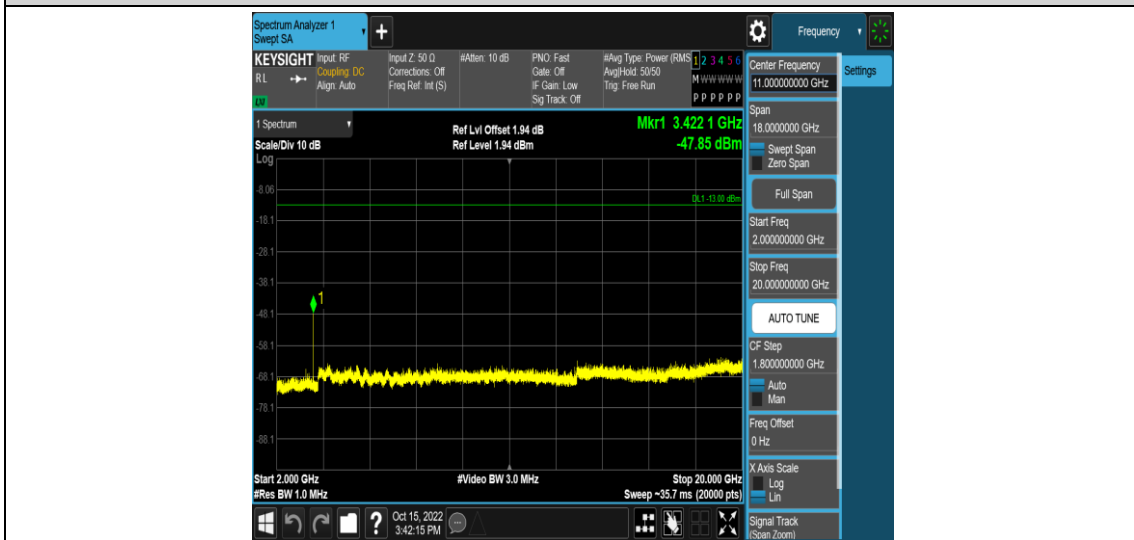 Spectrum Analyzer 1
Swept SA
+
Frequency
KEYSIGHT
RL
LXI
Input: RF
Coupling: DC
Align: Auto
Input Z: 50 Ω
Corrections: Off
Freq Ref: Int (S)
#Atten: 10 dB
PNO: Fast
Gate: Off
IF Gain: Low
Sig Track: Off
#Avg Type: Power (RMS
Avg|Hold: 50/50
Trig: Free Run
1 2 3 4 5 6
M W W W W W
P P P P P P
1 Spectrum
Scale/Div 10 dB
Log
Ref Lvl Offset 1.94 dB
Ref Level 1.94 dBm
Mkr1 3.422 1 GHz
-47.85 dBm
-8.06
DL1 -13.00 dBm
-18.1
-28.1
-38.1
1
-48.1
-58.1
-68.1
-78.1
-88.1
Start 2.000 GHz
#Res BW 1.0 MHz
#Video BW 3.0 MHz
Stop 20.000 GHz
Sweep ~35.7 ms (20000 pts)
?
Oct 15, 2022
3:42:15 PM
Center Frequency
11.000000000 GHz
Settings
Span
18.0000000 GHz
Swept Span
Zero Span
Full Span
Start Freq
2.000000000 GHz
Stop Freq
20.000000000 GHz
AUTO TUNE
CF Step
1.800000000 GHz
Auto
Man
Freq Offset
0 Hz
X Axis Scale
Log
Lin
Signal Track
(Span Zoom)